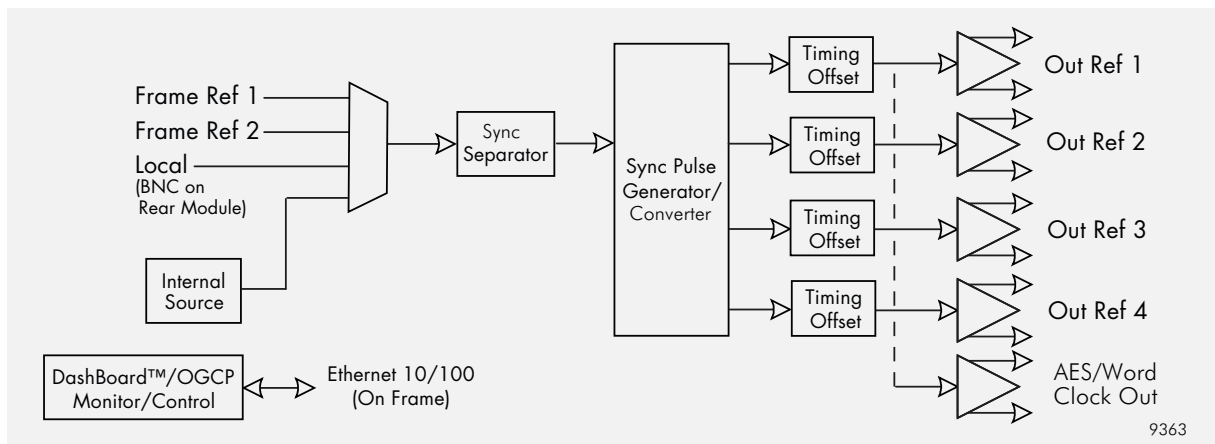 Frame Ref 1
Frame Ref 2
Local
(BNC on
Rear Module)
Internal
Source
Sync
Separator
Sync Pulse
Generator/
Converter
Timing
Offset
Timing
Offset
Timing
Offset
Timing
Offset
Out Ref 1
Out Ref 2
Out Ref 3
Out Ref 4
AES/Word
Clock Out
DashBoard™/OGCP
Monitor/Control
Ethernet 10/100
(On Frame)
9363